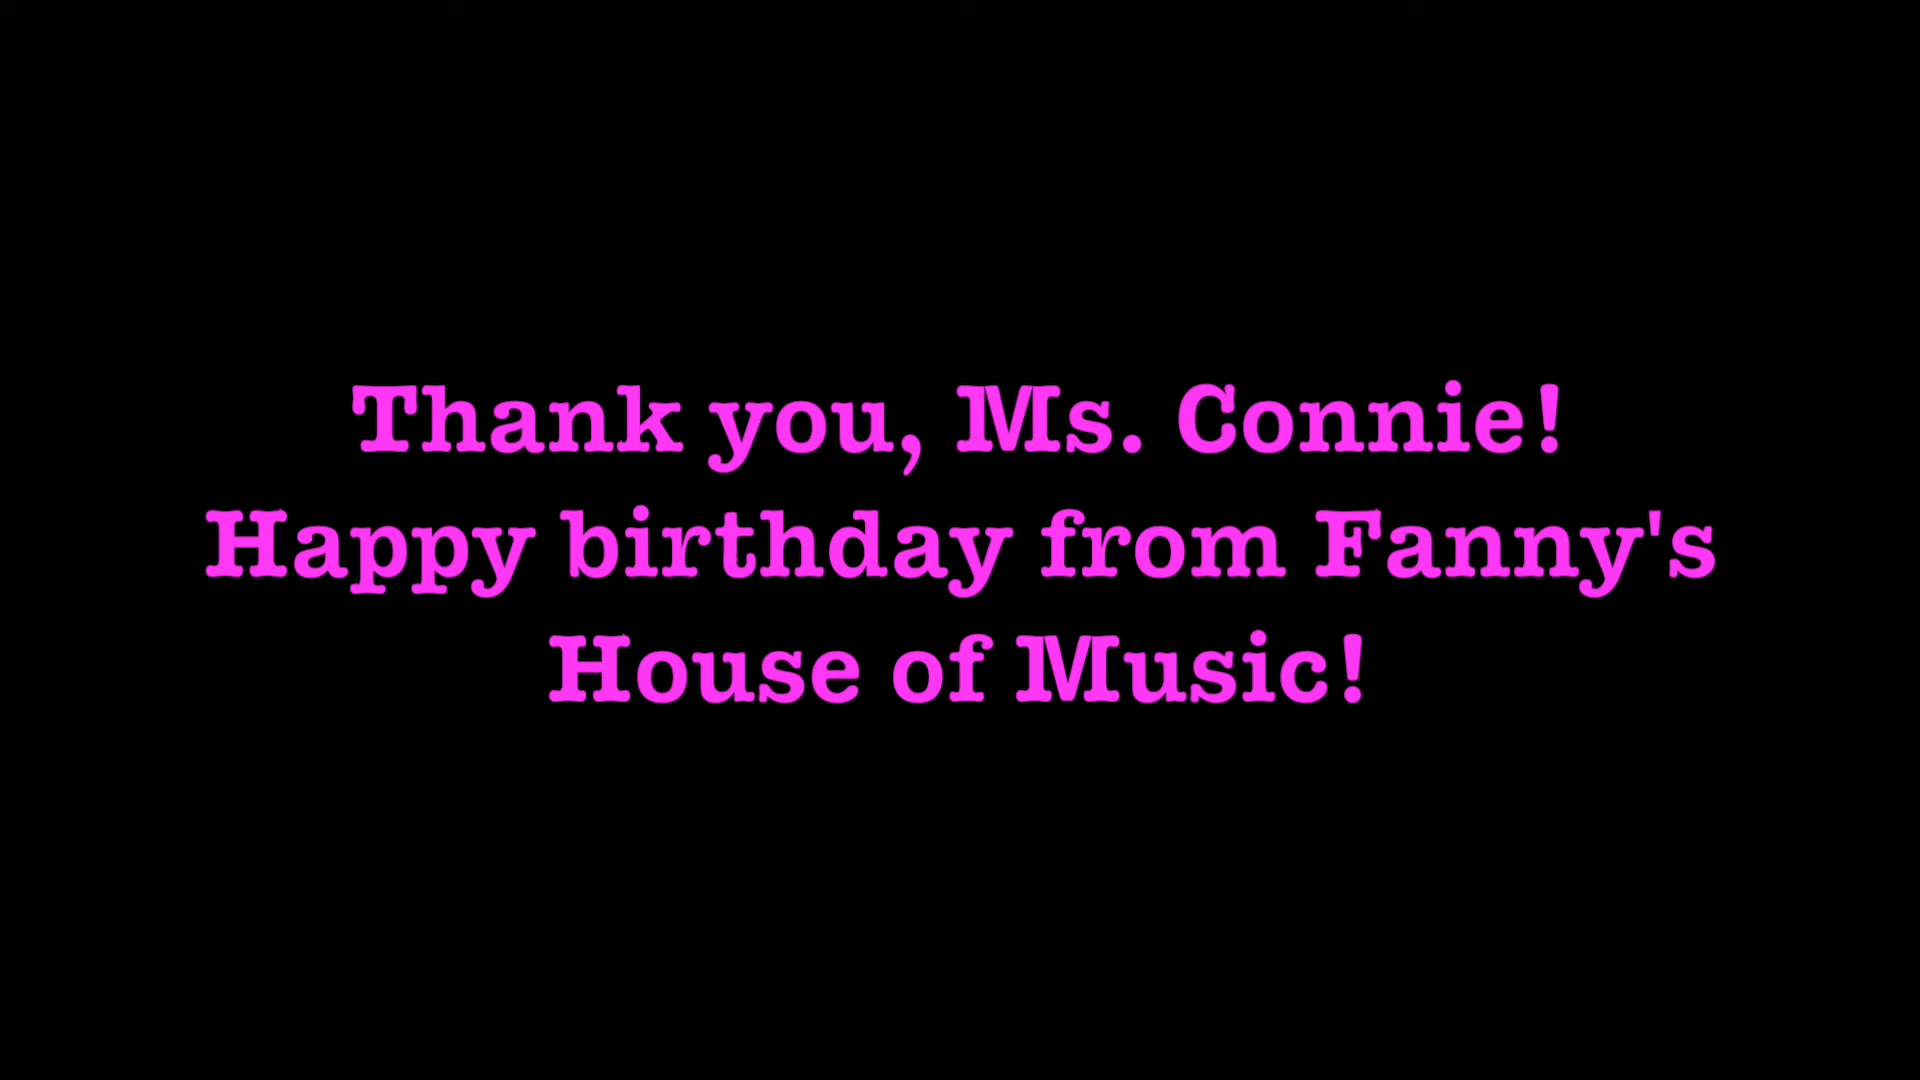 Thank you, Ms. Connie!
Happy birthday from Fanny's
House of Music!